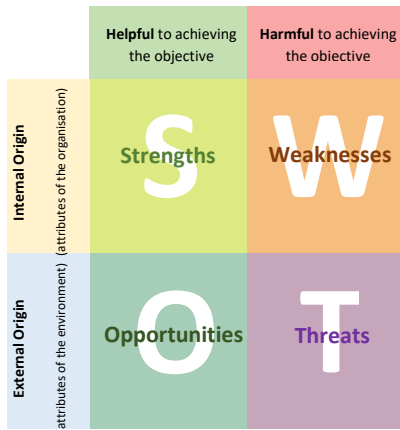 Helpful to achieving
the objective
Harmful to achieving
the objective
Internal Origin
(attributes of the organisation)
S
Strengths
W
Weaknesses
External Origin
attributes of the environment)
O
Opportunities
T
Threats